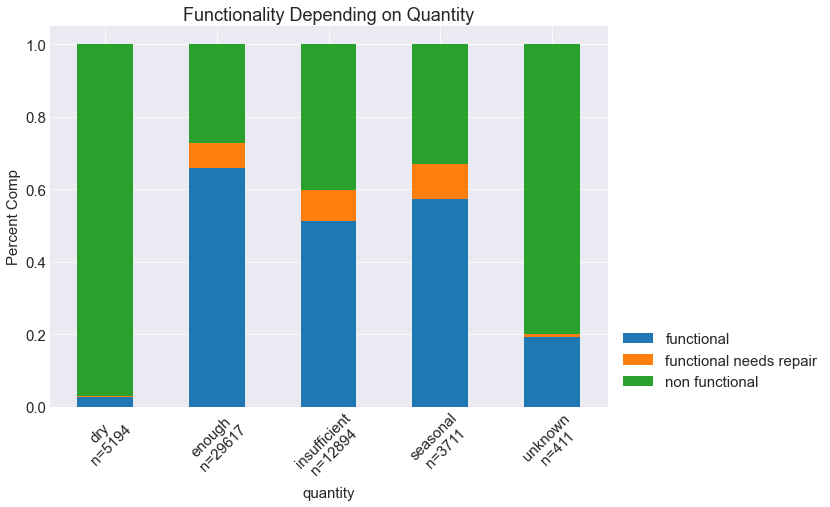 Functionality Depending on Quantity
Percent Comp
1.0
0.8
0.6
0.4
0.2
0.0
dry
n=5194
enough
n=29617
insufficient
n=12894
seasonal
n=3711
unknown
n=411
quantity
functional
functional needs repair
non functional